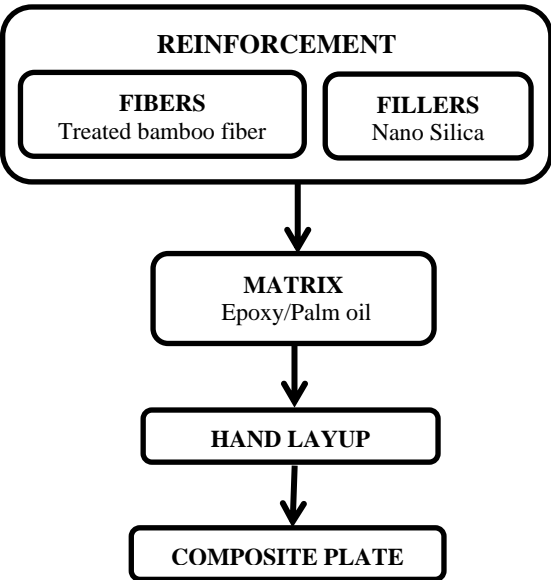 REINFORCEMENT
FIBERS
Treated bamboo fiber
FILLERS
Nano Silica
MATRIX
Epoxy/Palm oil
HAND LAYUP
COMPOSITE PLATE